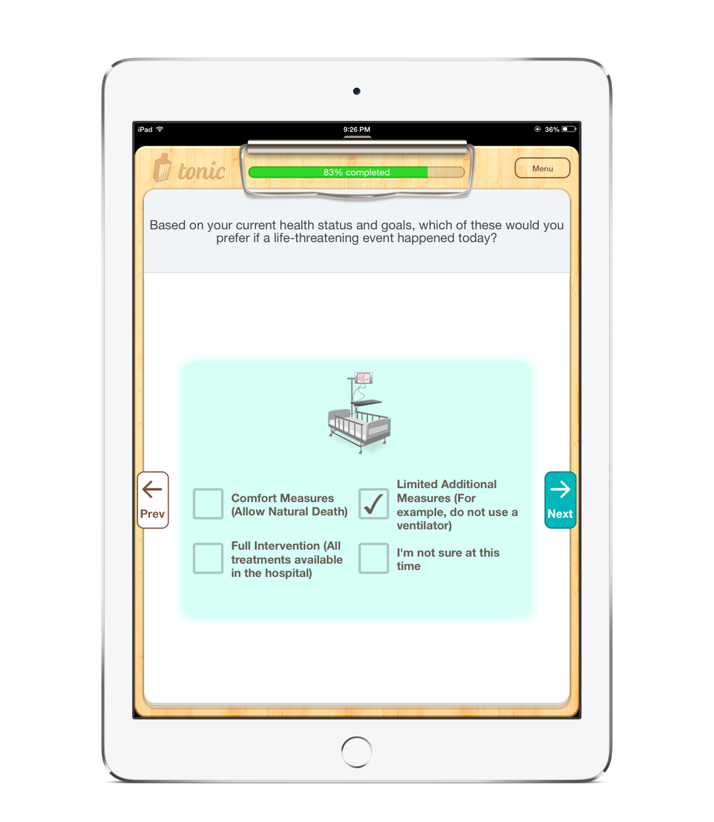 iPad
9:26 PM
36%
tonic
83% completed
Menu
Based on your current health status and goals, which of these would you
prefer if a life-threatening event happened today?
Comfort Measures
(Allow Natural Death)
Limited Additional
Measures (For
example, do not use a
ventilator)
Prev
Next
Full Intervention (All
treatments available
in the hospital)
I'm not sure at this
time